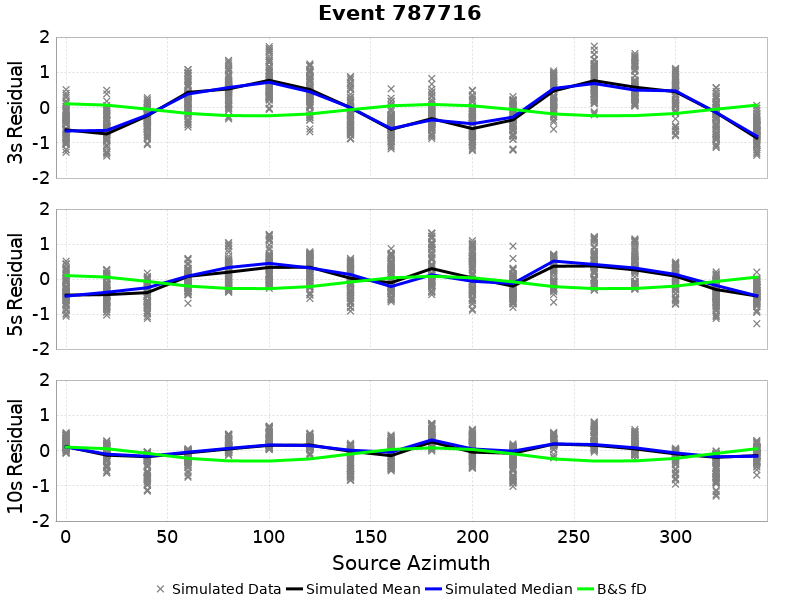 Event 787716
3s Residual
2
1
0
-1
-2
5s Residual
2
1
0
-1
-2
10s Residual
2
1
0
-1
-2
0 50 100 150 200 250 300
Source Azimuth
Simulated Data Simulated Mean Simulated Median B&S fD